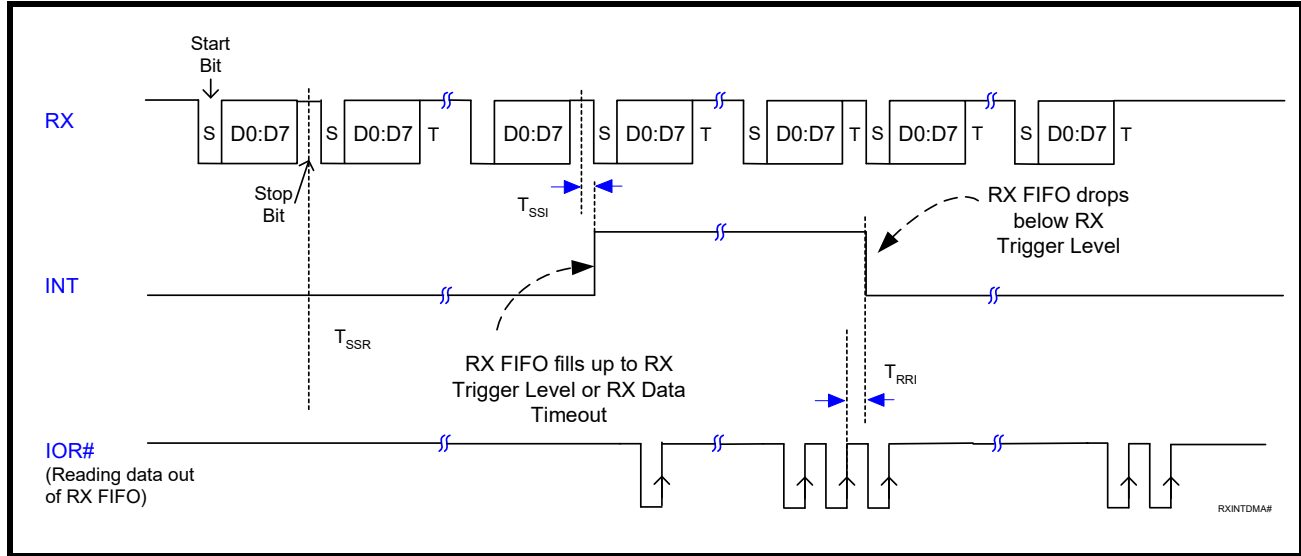 Start
Bit
RX
S
D0:D7
S
D0:D7
T
D0:D7
S
D0:D7
T
D0:D7
T
S
D0:D7
T
S
D0:D7
T
Stop
Bit
TSSI
RX FIFO drops
below RX
Trigger Level
INT
TSSR
RX FIFO fills up to RX
Trigger Level or RX Data
Timeout
TRRI
IOR#
(Reading data out
of RX FIFO)
RXINTDMA#